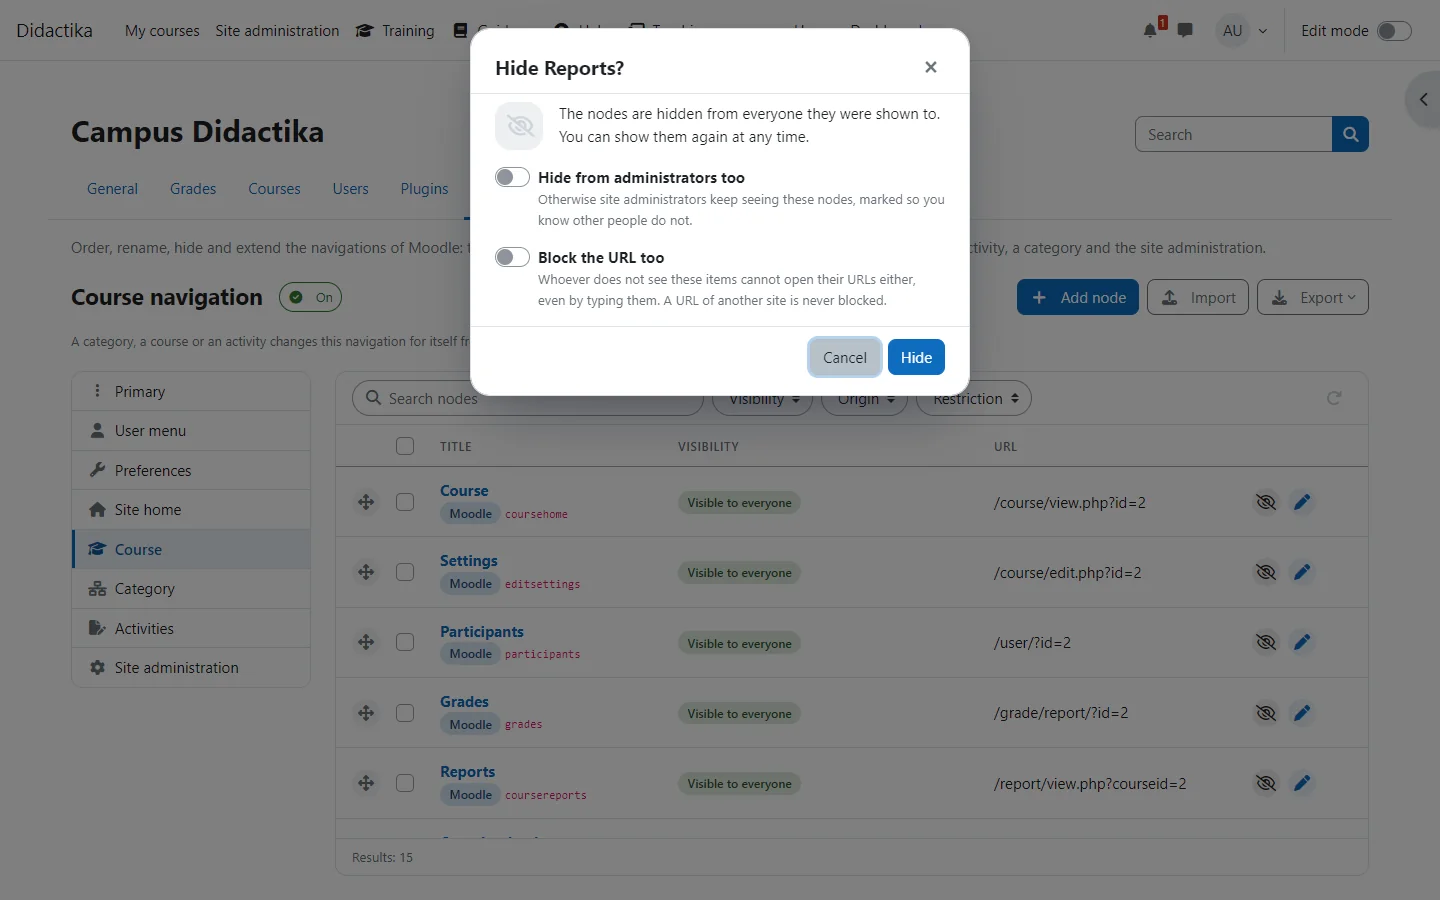 Didactika
My courses
Site administration
Training
1
AU
Edit mode
Campus Didactika
Search
General
Grades
Courses
Users
Plugins
Order, rename, hide and extend the navigations of Moodle:
a category and the site administration.
Course navigation
On
Add node
Import
Export
A category, a course or an activity changes this navigation for itself
Hide Reports?
The nodes are hidden from everyone they were shown to.
You can show them again at any time.
Hide from administrators too
Otherwise site administrators keep seeing these nodes, marked so you
know other people do not.
Block the URL too
Whoever does not see these items cannot open their URLs either,
even by typing them. A URL of another site is never blocked.
Cancel
Hide
Primary
User menu
Preferences
Site home
Course
Category
Activities
Site administration
Search nodes
Visibility
Origin
Restriction
TITLE
VISIBILITY
URL
Course
Moodle coursehome
Visible to everyone
/course/view.php?id=2
Settings
Moodle editsettings
Visible to everyone
/course/edit.php?id=2
Participants
Moodle participants
Visible to everyone
/user/?id=2
Grades
Moodle grades
Visible to everyone
/grade/report/?id=2
Reports
Moodle coursereports
Visible to everyone
/report/view.php?courseid=2
Results: 15